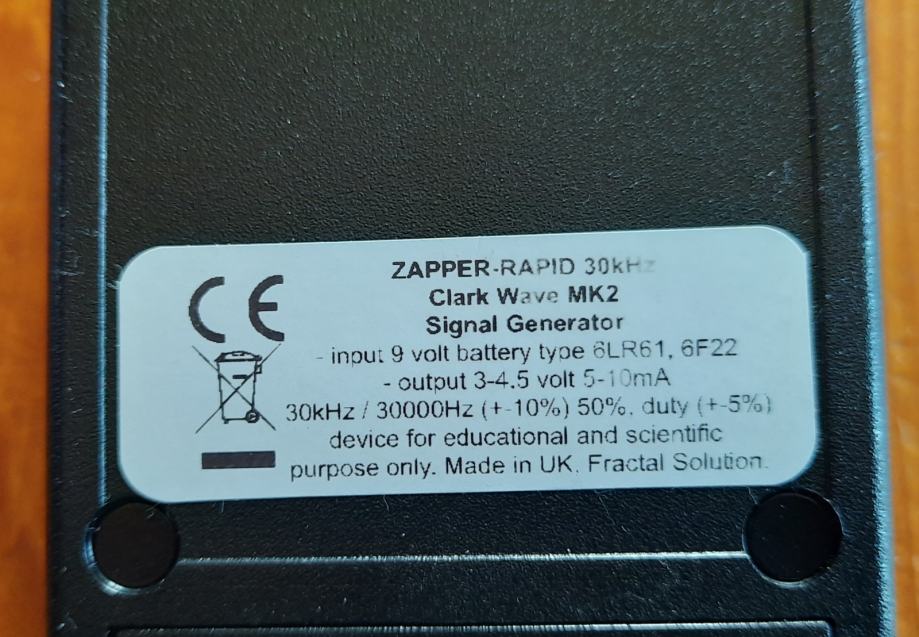 CE
ZAPPER-RAPID 30kHz
Clark Wave MK2
Signal Generator
- input 9 volt battery type 6LR61, 6F22
- output 3-4.5 volt 5-10mA
30kHz / 30000Hz (+-10%) 50%, duty (+-5%)
device for educational and scientific
purpose only. Made in UK. Fractal Solution.